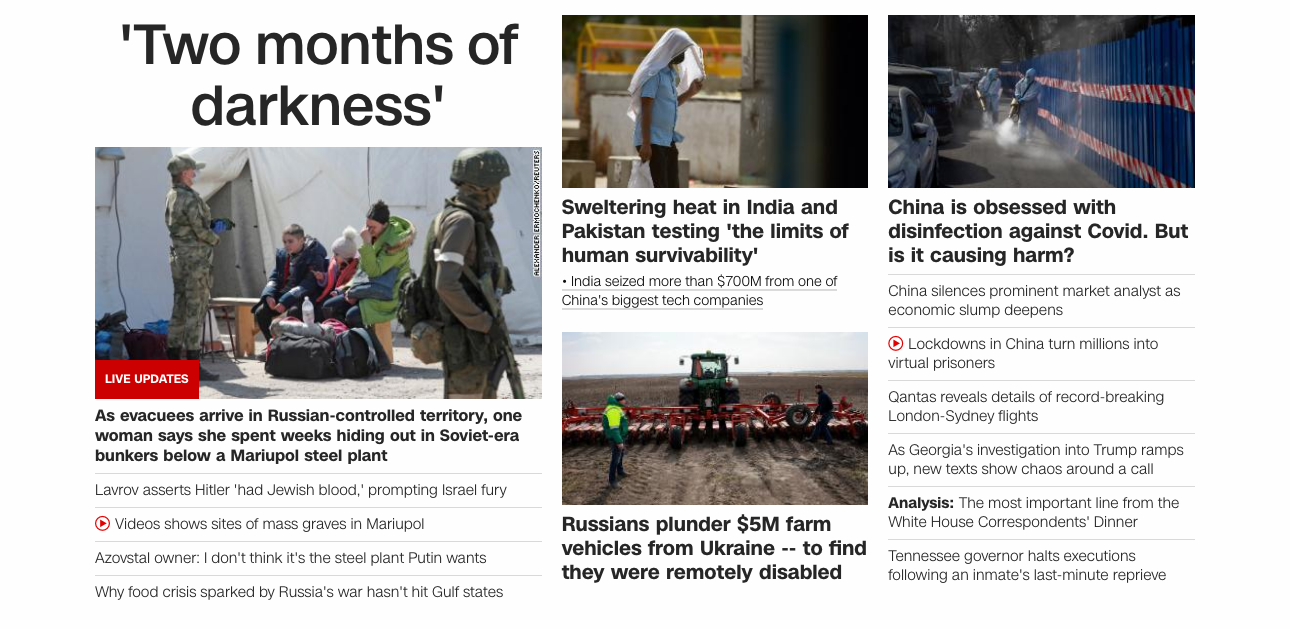 'Two months of
darkness'
ALEXANDER ERMOCHENKO/REUTERS
LIVE UPDATES
As evacuees arrive in Russian-controlled territory, one
woman says she spent weeks hiding out in Soviet-era
bunkers below a Mariupol steel plant
Lavrov asserts Hitler 'had Jewish blood,' prompting Israel fury
Videos shows sites of mass graves in Mariupol
Azovstal owner: I don't think it's the steel plant Putin wants
Why food crisis sparked by Russia's war hasn't hit Gulf states
Sweltering heat in India and
Pakistan testing 'the limits of
human survivability'
• India seized more than $700M from one of
China's biggest tech companies
Russians plunder $5M farm
vehicles from Ukraine -- to find
they were remotely disabled
China is obsessed with
disinfection against Covid. But
is it causing harm?
China silences prominent market analyst as
economic slump deepens
Lockdowns in China turn millions into
virtual prisoners
Qantas reveals details of record-breaking
London-Sydney flights
As Georgia's investigation into Trump ramps
up, new texts show chaos around a call
Analysis: The most important line from the
White House Correspondents' Dinner
Tennessee governor halts executions
following an inmate's last-minute reprieve